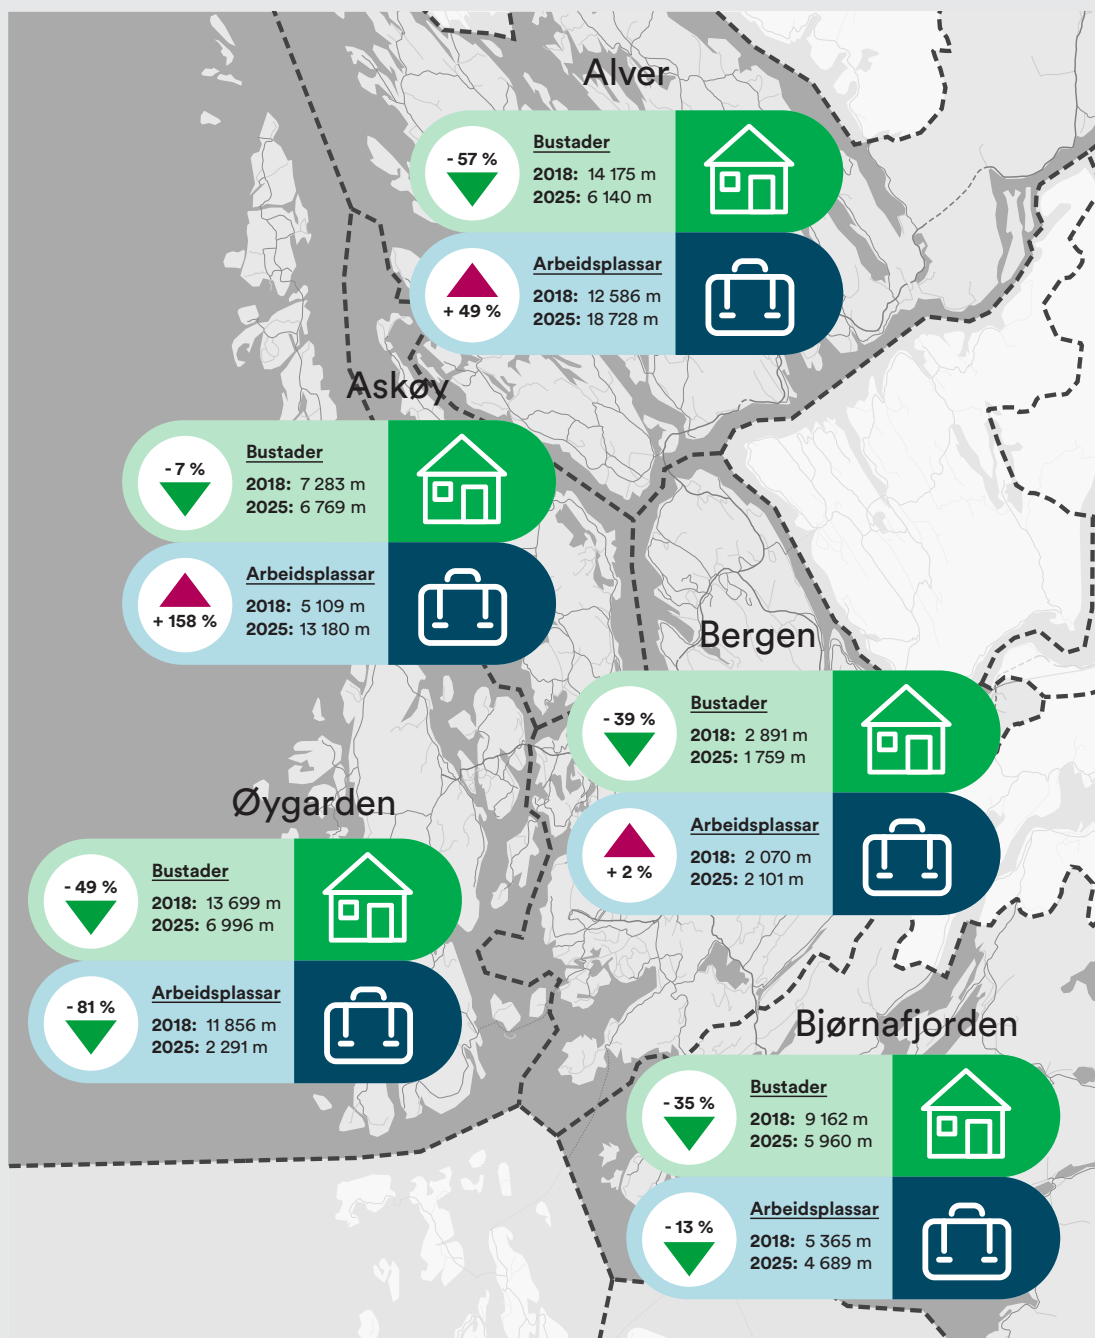 Alver
- 57 %
Bustader
2018: 14 175 m
2025: 6 140 m
+ 49 %
Arbeidsplassar
2018: 12 586 m
2025: 18 728 m
Askøy
- 7 %
Bustader
2018: 7 283 m
2025: 6 769 m
+ 158 %
Arbeidsplassar
2018: 5 109 m
2025: 13 180 m
Bergen
- 39 %
Bustader
2018: 2 891 m
2025: 1 759 m
+ 2 %
Arbeidsplassar
2018: 2 070 m
2025: 2 101 m
Øygarden
- 49 %
Bustader
2018: 13 699 m
2025: 6 996 m
- 81 %
Arbeidsplassar
2018: 11 856 m
2025: 2 291 m
Bjørnafjorden
- 35 %
Bustader
2018: 9 162 m
2025: 5 960 m
- 13 %
Arbeidsplassar
2018: 5 365 m
2025: 4 689 m